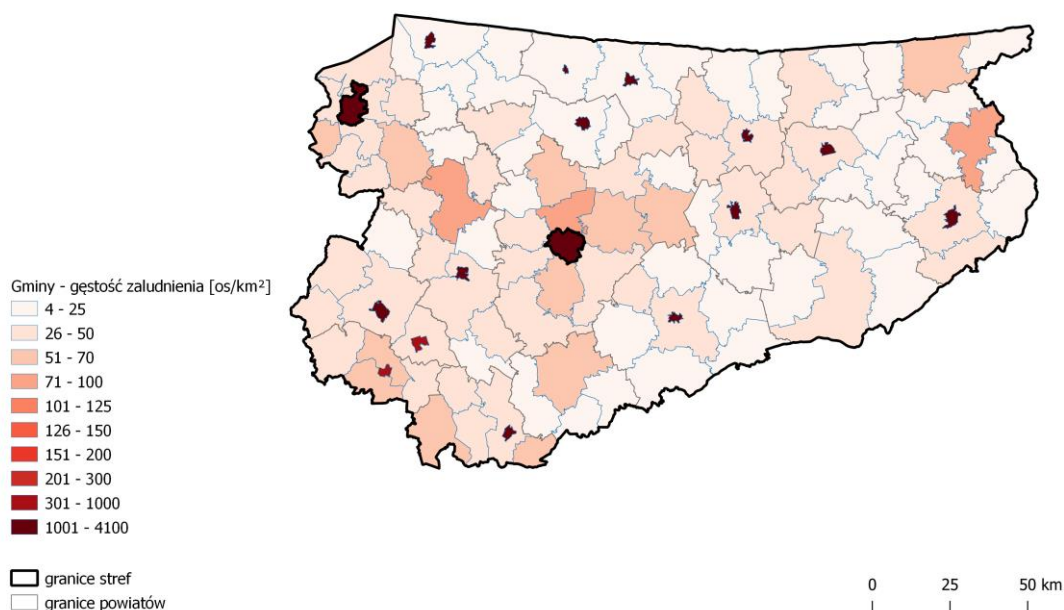 Gminy - gęstość zaludnienia [os/km²]
4 - 25
26 - 50
51 - 70
71 - 100
101 - 125
126 - 150
151 - 200
201 - 300
301 - 1000
1001 - 4100
granice stref
granice powiatów
0 25 50 km